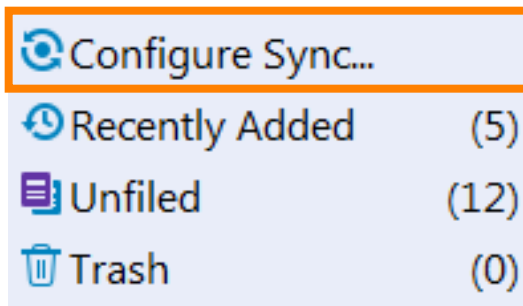 Configure Sync...
Recently Added (5)
Unfiled (12)
Trash (0)